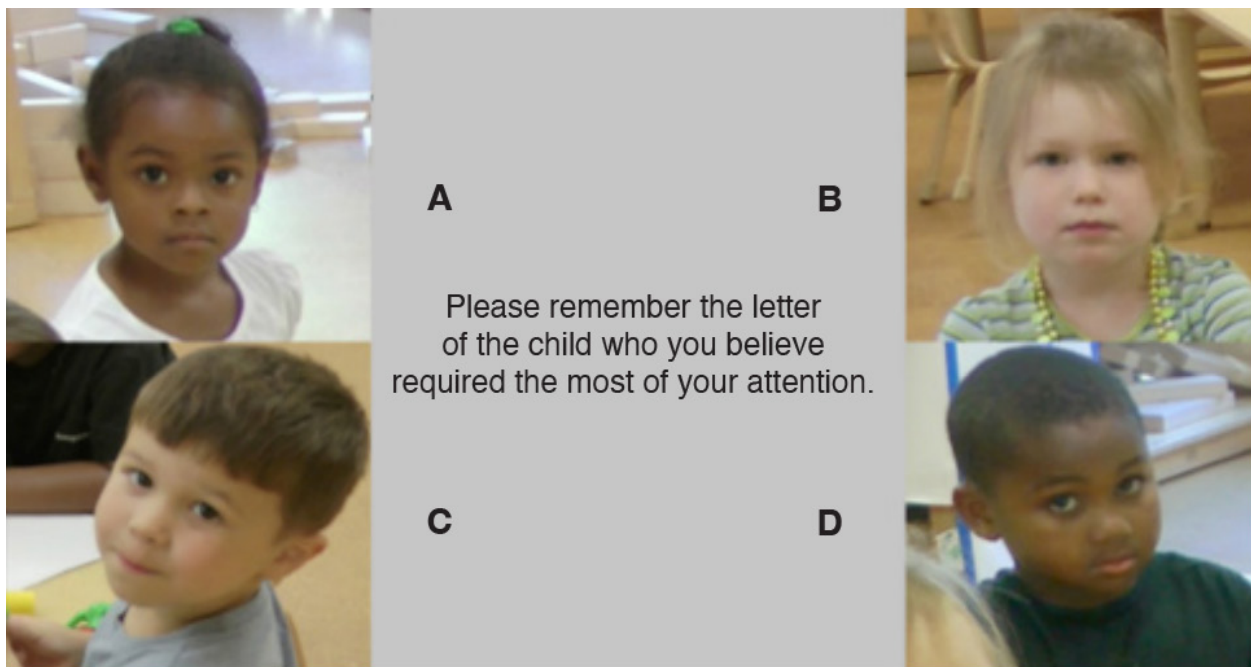 A
B
Please remember the letter
of the child who you believe
required the most of your attention.
C
D